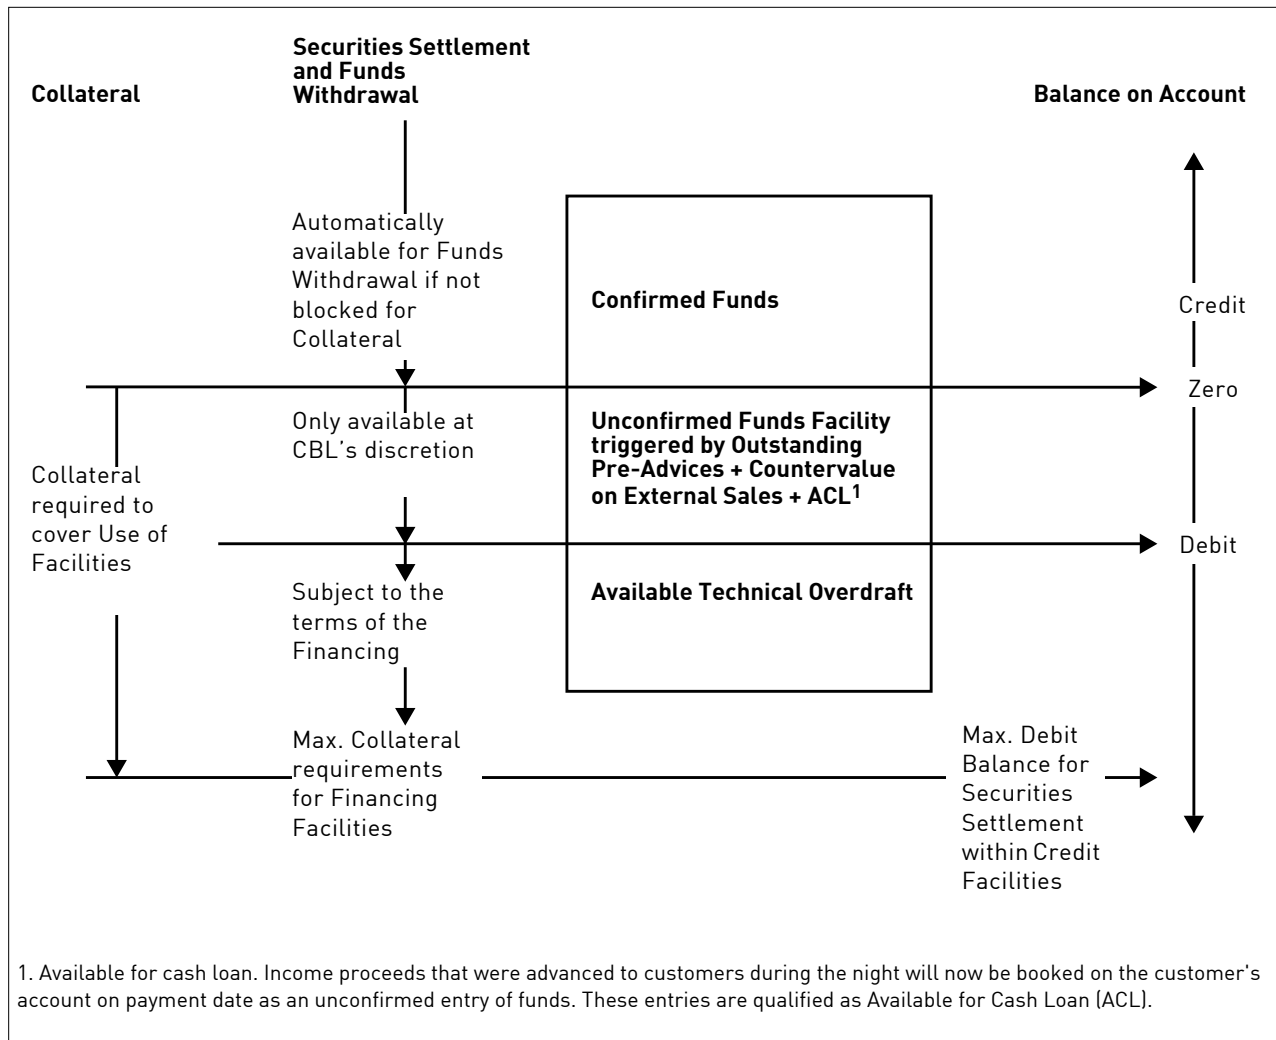 Securities Settlement
and Funds
Withdrawal
Collateral
Balance on Account
Automatically
available for Funds
Withdrawal if not
blocked for
Collateral
Confirmed Funds
Credit
Zero
Only available at
CBL’s discretion
Unconfirmed Funds Facility
triggered by Outstanding
Pre-Advices + Countervalue
on External Sales + ACL1
Collateral
required to
cover Use of
Facilities
Debit
Subject to the
terms of the
Financing
Available Technical Overdraft
Max. Collateral
requirements
for Financing
Facilities
Max. Debit
Balance for
Securities
Settlement
within Credit
Facilities
1. Available for cash loan. Income proceeds that were advanced to customers during the night will now be booked on the customer's
account on payment date as an unconfirmed entry of funds. These entries are qualified as Available for Cash Loan (ACL).